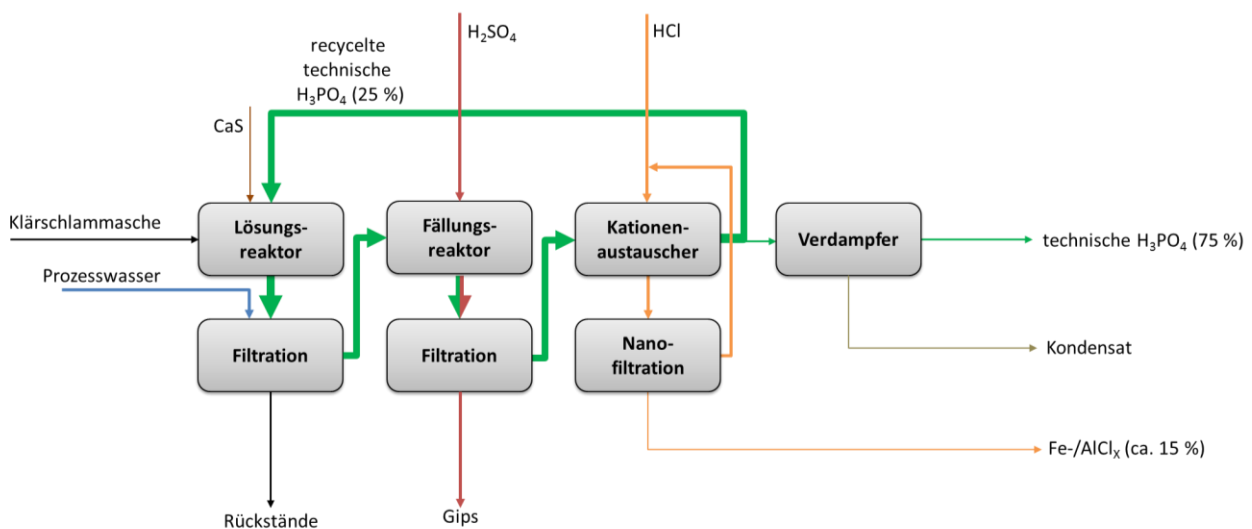 H₂SO₄
HCl
recycelte
technische
H₃PO₄ (25 %)
CaS
Klärschlammasche
Lösungs-
reaktor
Fällungs-
reaktor
Kationen-
austauscher
Verdampfer
technische H₃PO₄ (75 %)
Prozesswasser
Filtration
Filtration
Nano-
filtration
Kondensat
Fe-/AlClₓ (ca. 15 %)
Rückstände
Gips